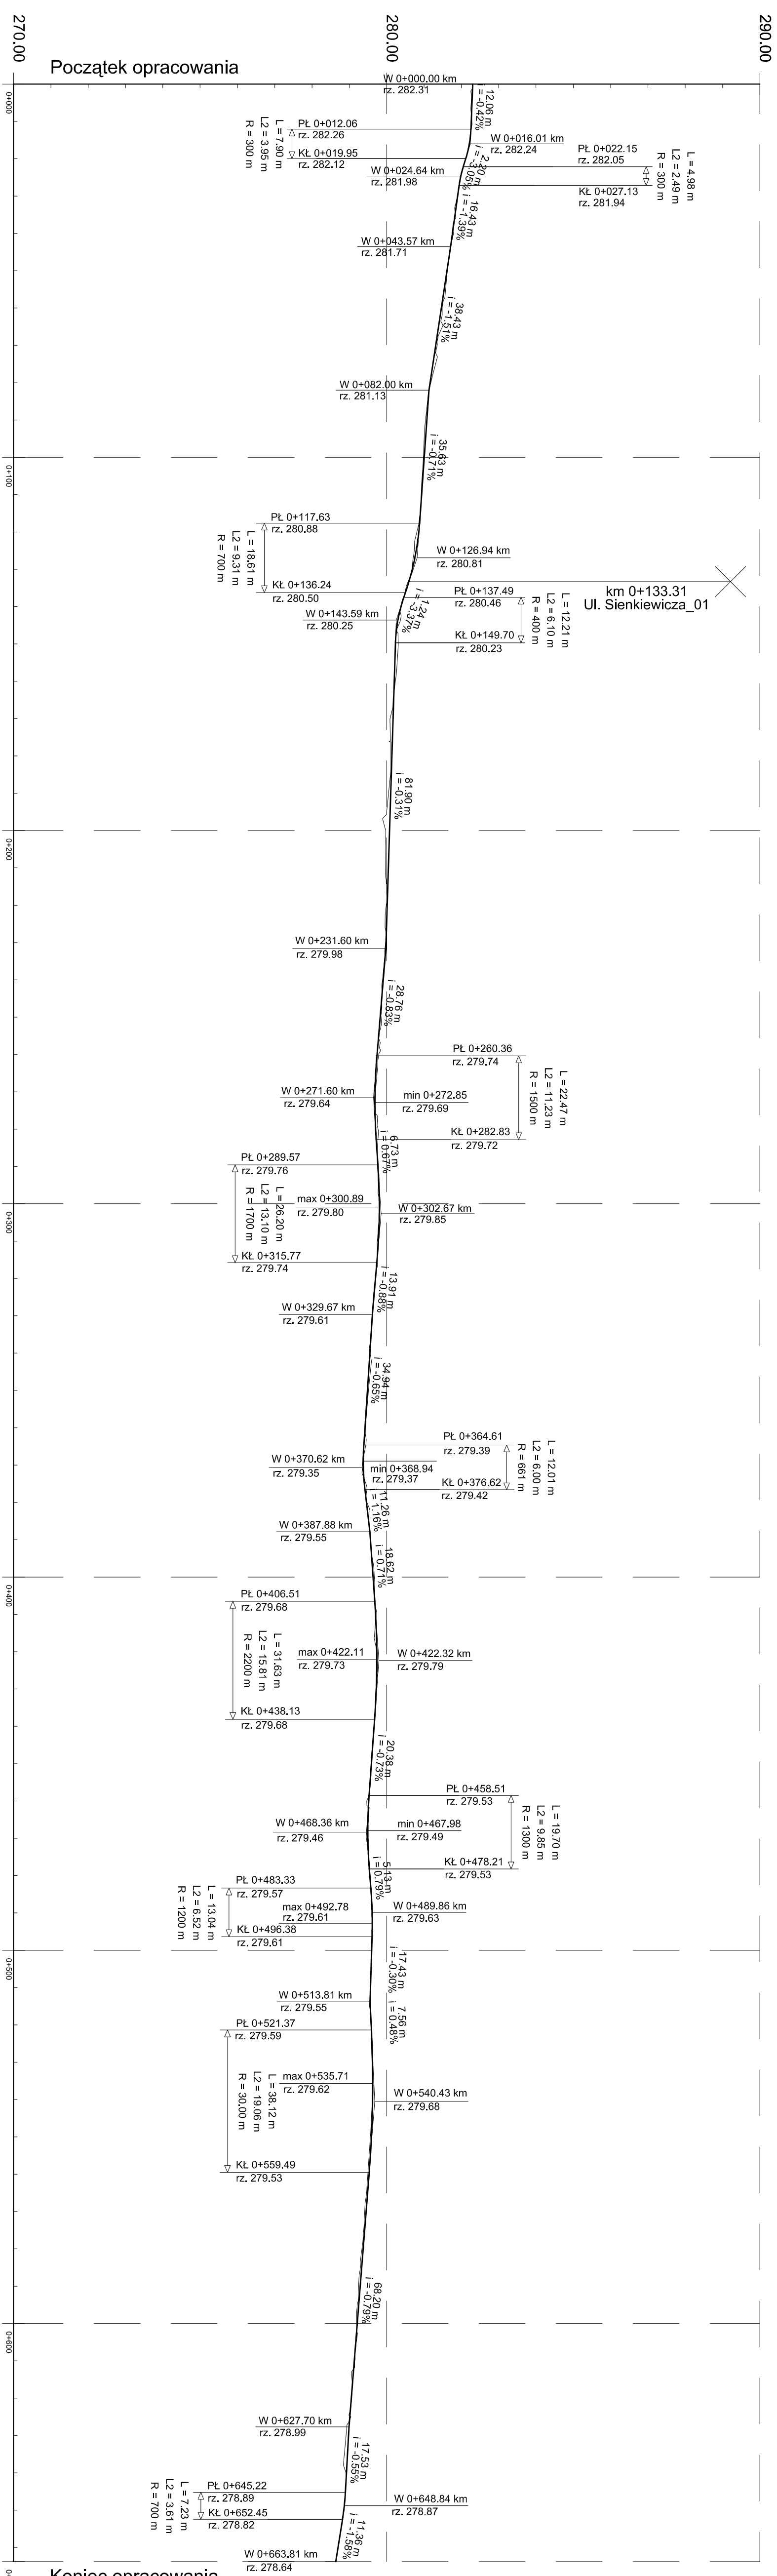 270.00
280.00
290.00
Początek opracowania
0+000
W 0+000.00 km
rz. 282.31
12.06 m
i = -0.42%
PŁ 0+012.06
rz. 282.26
L = 7.90 m
L2 = 3.95 m
R = 300 m
KŁ 0+019.95
rz. 282.12
W 0+016.01 km
rz. 282.24
2.20 m
i = -3.05%
PŁ 0+022.15
rz. 282.05
L = 4.98 m
L2 = 2.49 m
R = 300 m
KŁ 0+027.13
rz. 281.94
W 0+024.64 km
rz. 281.98
16.43 m
i = -1.39%
W 0+043.57 km
rz. 281.71
38.43 m
i = -1.51%
W 0+082.00 km
rz. 281.13
35.63 m
i = -0.71%
0+100
PŁ 0+117.63
rz. 280.88
L = 18.61 m
L2 = 9.31 m
R = 700 m
KŁ 0+136.24
rz. 280.50
W 0+126.94 km
rz. 280.81
km 0+133.31
Ul. Sienkiewicza_01
1.24 m
i = -3.37%
PŁ 0+137.49
rz. 280.46
L = 12.21 m
L2 = 6.10 m
R = 400 m
KŁ 0+149.70
rz. 280.23
W 0+143.59 km
rz. 280.25
81.90 m
i = -0.31%
0+200
W 0+231.60 km
rz. 279.98
28.76 m
i = -0.83%
PŁ 0+260.36
rz. 279.74
L = 22.47 m
L2 = 11.23 m
R = 1500 m
W 0+271.60 km
rz. 279.64
min 0+272.85
rz. 279.69
KŁ 0+282.83
rz. 279.72
6.73 m
i = 0.67%
PŁ 0+289.57
rz. 279.76
L = 26.20 m
L2 = 13.10 m
R = 1700 m
max 0+300.89
rz. 279.80
0+300
W 0+302.67 km
rz. 279.85
KŁ 0+315.77
rz. 279.74
13.91 m
i = -0.88%
W 0+329.67 km
rz. 279.61
34.94 m
i = -0.65%
PŁ 0+364.61
rz. 279.39
L = 12.01 m
L2 = 6.00 m
R = 661 m
W 0+370.62 km
rz. 279.35
min 0+368.94
rz. 279.37
KŁ 0+376.62
rz. 279.42
11.26 m
i = 1.16%
W 0+387.88 km
rz. 279.55
18.62 m
i = 0.71%
0+400
PŁ 0+406.51
rz. 279.68
L = 31.63 m
L2 = 15.81 m
R = 2200 m
max 0+422.11
rz. 279.73
W 0+422.32 km
rz. 279.79
KŁ 0+438.13
rz. 279.68
20.38 m
i = -0.73%
PŁ 0+458.51
rz. 279.53
L = 19.70 m
L2 = 9.85 m
R = 1300 m
W 0+468.36 km
rz. 279.46
min 0+467.98
rz. 279.49
KŁ 0+478.21
rz. 279.53
5.13 m
i = 0.79%
PŁ 0+483.33
rz. 279.57
L = 13.04 m
L2 = 6.52 m
R = 1200 m
max 0+492.78
rz. 279.61
W 0+489.86 km
rz. 279.63
KŁ 0+496.38
rz. 279.61
0+500
17.43 m
i = -0.30%
W 0+513.81 km
rz. 279.55
7.56 m
i = 0.48%
PŁ 0+521.37
rz. 279.59
L = 38.12 m
L2 = 19.06 m
R = 30.00 m
max 0+535.71
rz. 279.62
W 0+540.43 km
rz. 279.68
KŁ 0+559.49
rz. 279.53
68.20 m
i = -0.79%
0+600
W 0+627.70 km
rz. 278.99
17.53 m
i = -0.55%
PŁ 0+645.22
rz. 278.89
L = 7.23 m
L2 = 3.61 m
R = 700 m
KŁ 0+652.45
rz. 278.82
W 0+648.84 km
rz. 278.87
11.36 m
i = -1.58%
W 0+663.81 km
rz. 278.64
Koniec opracowania